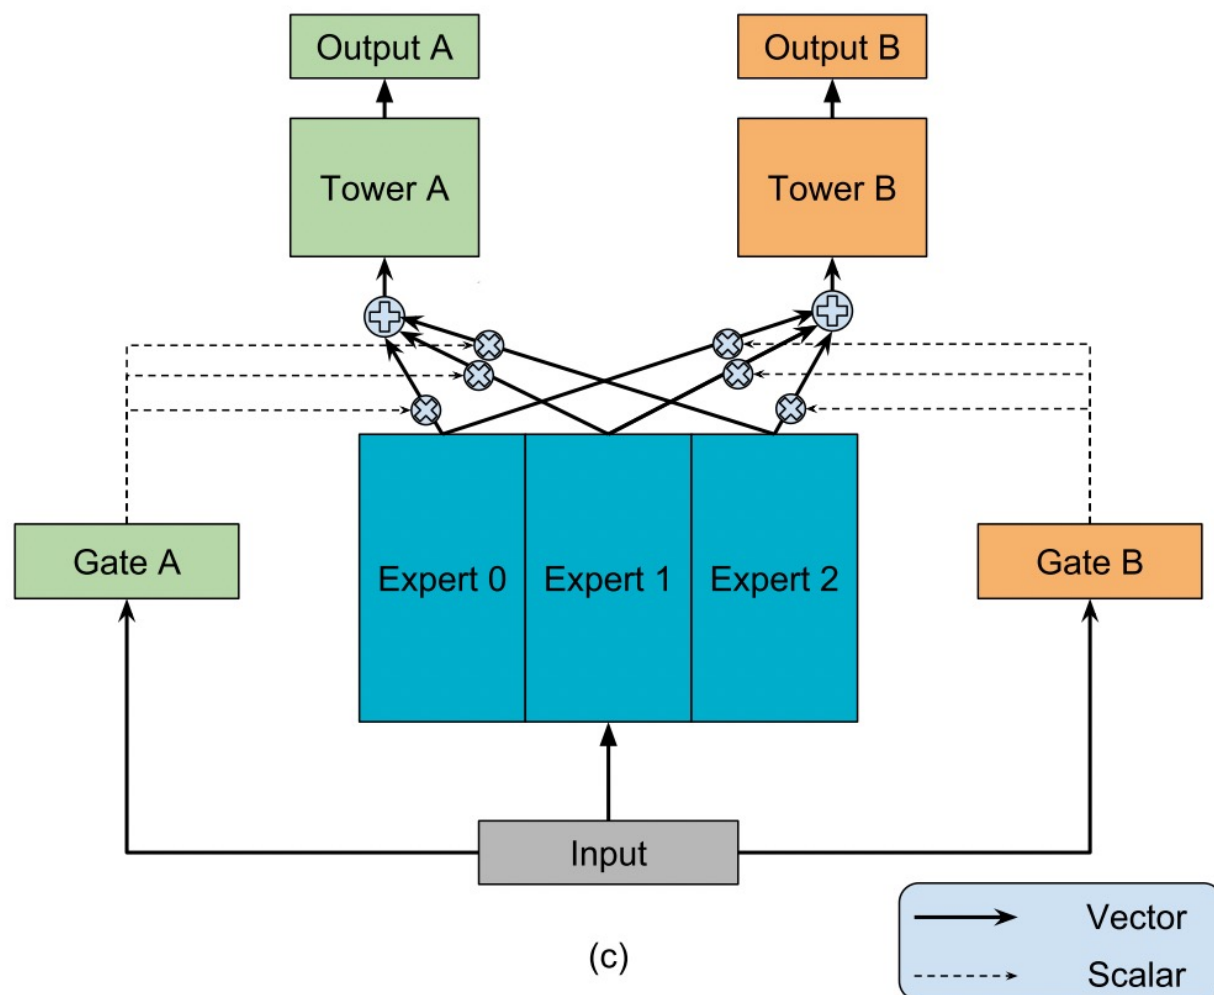 Output A
Output B
Tower A
Tower B
Gate A
Expert 0
Expert 1
Expert 2
Gate B
Input
Vector
(c)
Scalar